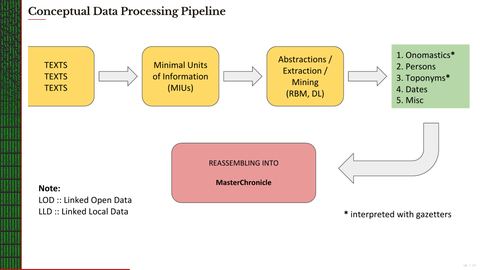 Conceptual Data Processing Pipeline
TEXTS
TEXTS
TEXTS
Minimal Units
of Information
(MIUs)
Abstractions /
Extraction /
Mining
(RBM, DL)
1. Onomastics*
2. Persons
3. Toponyms*
4. Dates
5. Misc
REASSEMBLING INTO
MasterChronicle
Note:
LOD :: Linked Open Data
LLD :: Linked Local Data
* interpreted with gazetters